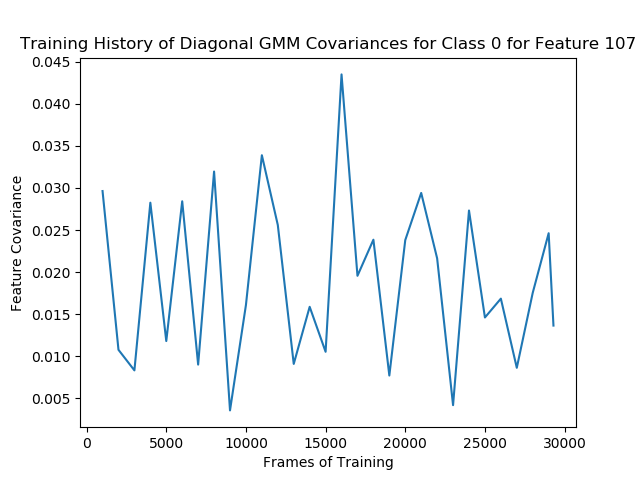 Training History of Diagonal GMM Covariances for Class 0 for Feature 107
0.045
0.040
0.035
0.030
0.025
0.020
0.015
0.010
0.005
Feature Covariance
0 5000 10000 15000 20000 25000 30000
Frames of Training